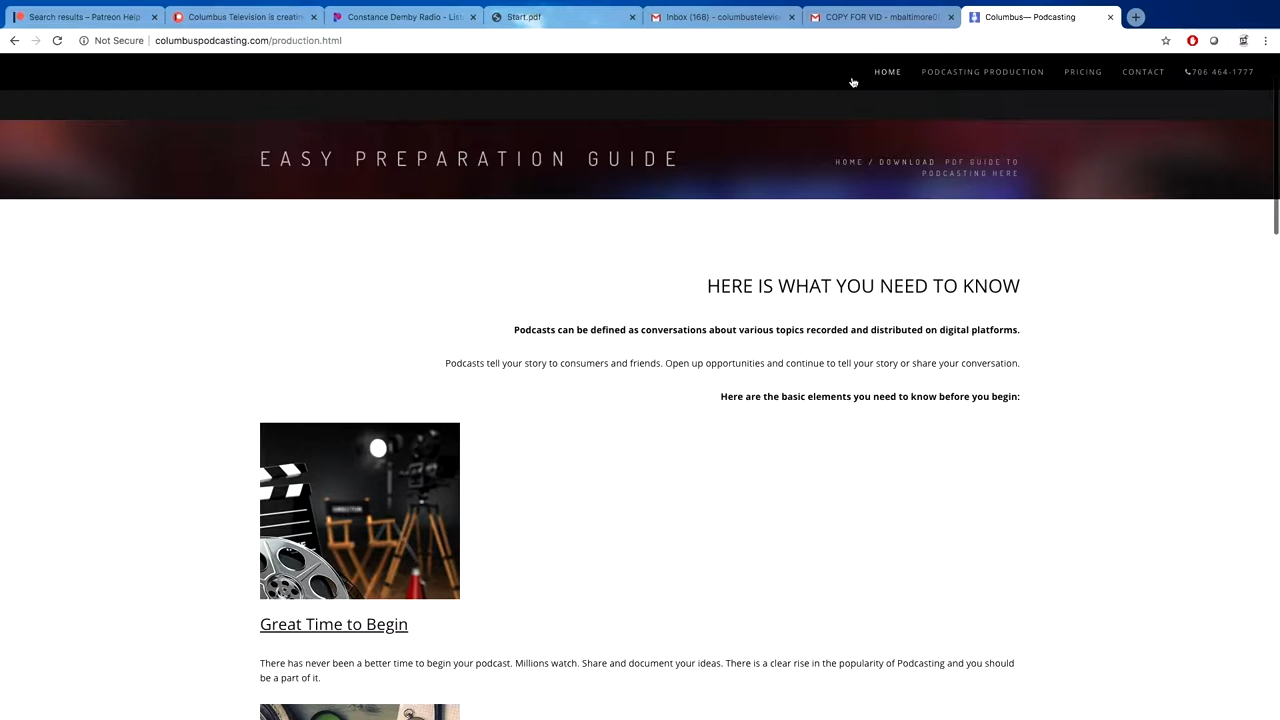 Search results – Patreon Help
Columbus Television is creatin
Constance Demby Radio - List
Start.pdf
Inbox (168) - columbustelevisi
COPY FOR VID - mbaltimore0
Columbus— Podcasting
Not Secure | columbuspodcasting.com/production.html
HOME PODCASTING PRODUCTION PRICING CONTACT 706 464-1777
EASY PREPARATION GUIDE
HOME / DOWNLOAD PDF GUIDE TO
PODCASTING HERE
HERE IS WHAT YOU NEED TO KNOW
Podcasts can be defined as conversations about various topics recorded and distributed on digital platforms.
Podcasts tell your story to consumers and friends. Open up opportunities and continue to tell your story or share your conversation.
Here are the basic elements you need to know before you begin:
DIRECTOR
Great Time to Begin
There has never been a better time to begin your podcast. Millions watch. Share and document your ideas. There is a clear rise in the popularity of Podcasting and you should
be a part of it.